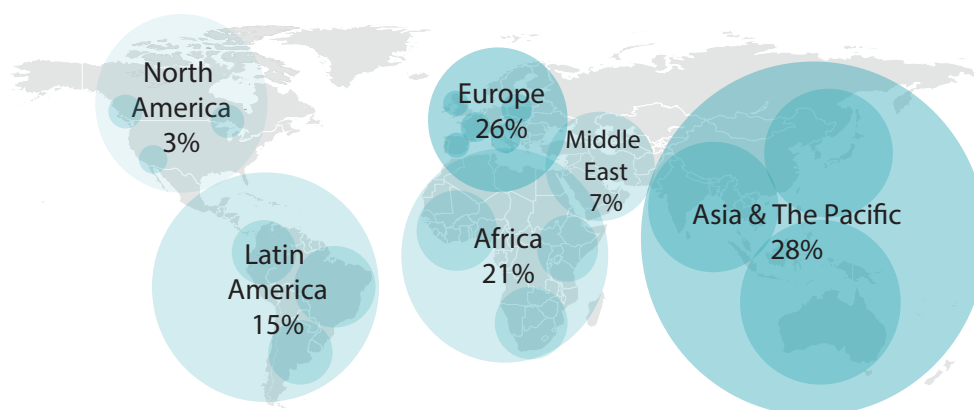 North
America
3%
Europe
26%
Middle
East
7%
Latin
America
15%
Africa
21%
Asia & The Pacific
28%